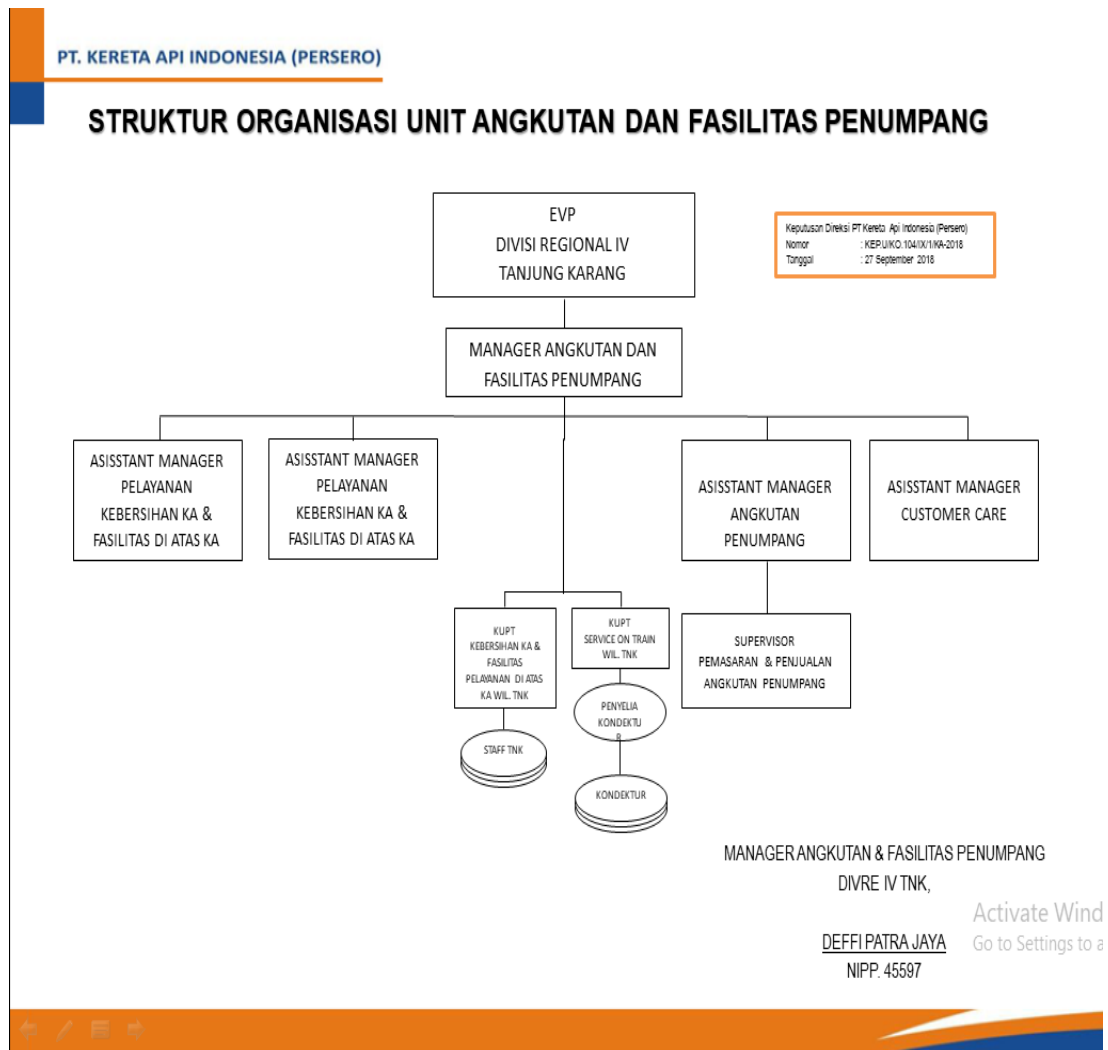 PT. KERETA API INDONESIA (PERSERO)
STRUKTUR ORGANISASI UNIT ANGKUTAN DAN FASILITAS PENUMPANG
EVP
DIVISI REGIONAL IV
TANJUNG KARANG
Keputusan Direksi PT Kereta Api Indonesia (Persero)
Nomor : KEP.U/KO.104/IX/1/KA-2018
Tanggal : 27 September 2018
MANAGER ANGKUTAN DAN
FASILITAS PENUMPANG
ASISSTANT MANAGER
PELAYANAN
KEBERSIHAN KA &
FASILITAS DI ATAS KA
ASISSTANT MANAGER
PELAYANAN
KEBERSIHAN KA &
FASILITAS DI ATAS KA
ASISSTANT MANAGER
ANGKUTAN
PENUMPANG
ASISSTANT MANAGER
CUSTOMER CARE
KUPT
KEBERSIHAN KA &
FASILITAS
PELAYANAN DI ATAS
KA WIL. TNK
KUPT
SERVICE ON TRAIN
WIL. TNK
SUPERVISOR
PEMASARAN & PENJUALAN
ANGKUTAN PENUMPANG
PENYELIA
KONDEKTU
R
STAFF TNK
KONDEKTUR
MANAGER ANGKUTAN & FASILITAS PENUMPANG
DIVRE IV TNK,
DEFFI PATRA JAYA
NIPP. 45597
Activate Wind
Go to Settings to a